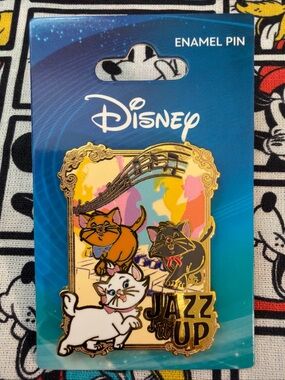 ENAMEL PIN
Disney
JAZZ
IT UP